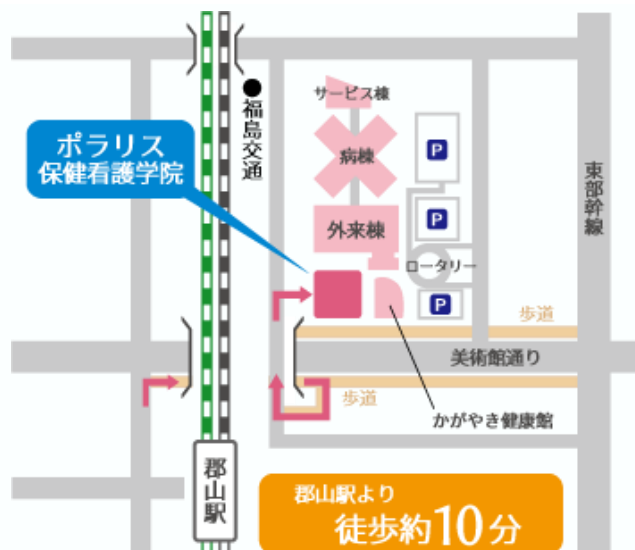 サービス棟
福島交通
ポラリス
保健看護学院
病棟
P
東部幹線
外来棟
P
ロータリー
P
歩道
美術館通り
歩道
かがやき健康館
郡山駅
郡山駅より
徒歩約10分